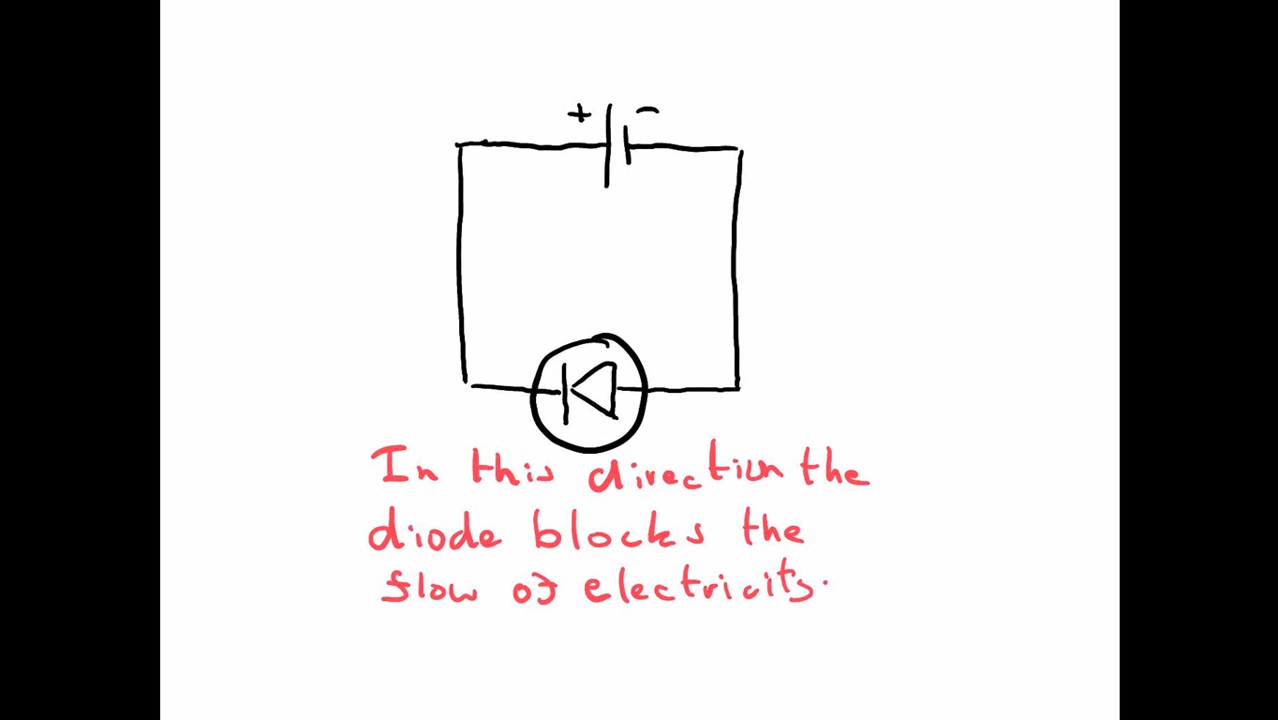 + -
In this direction the
diode blocks the
flow of electricity.